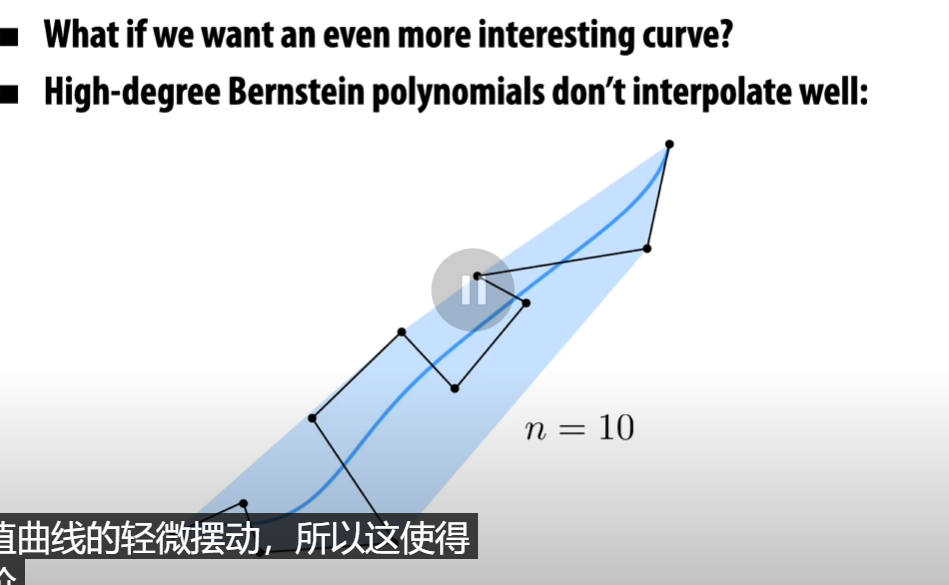 What if we want an even more interesting curve?
High-degree Bernstein polynomials don't interpolate well:
n = 10
值曲线的轻微摆动，所以这使得